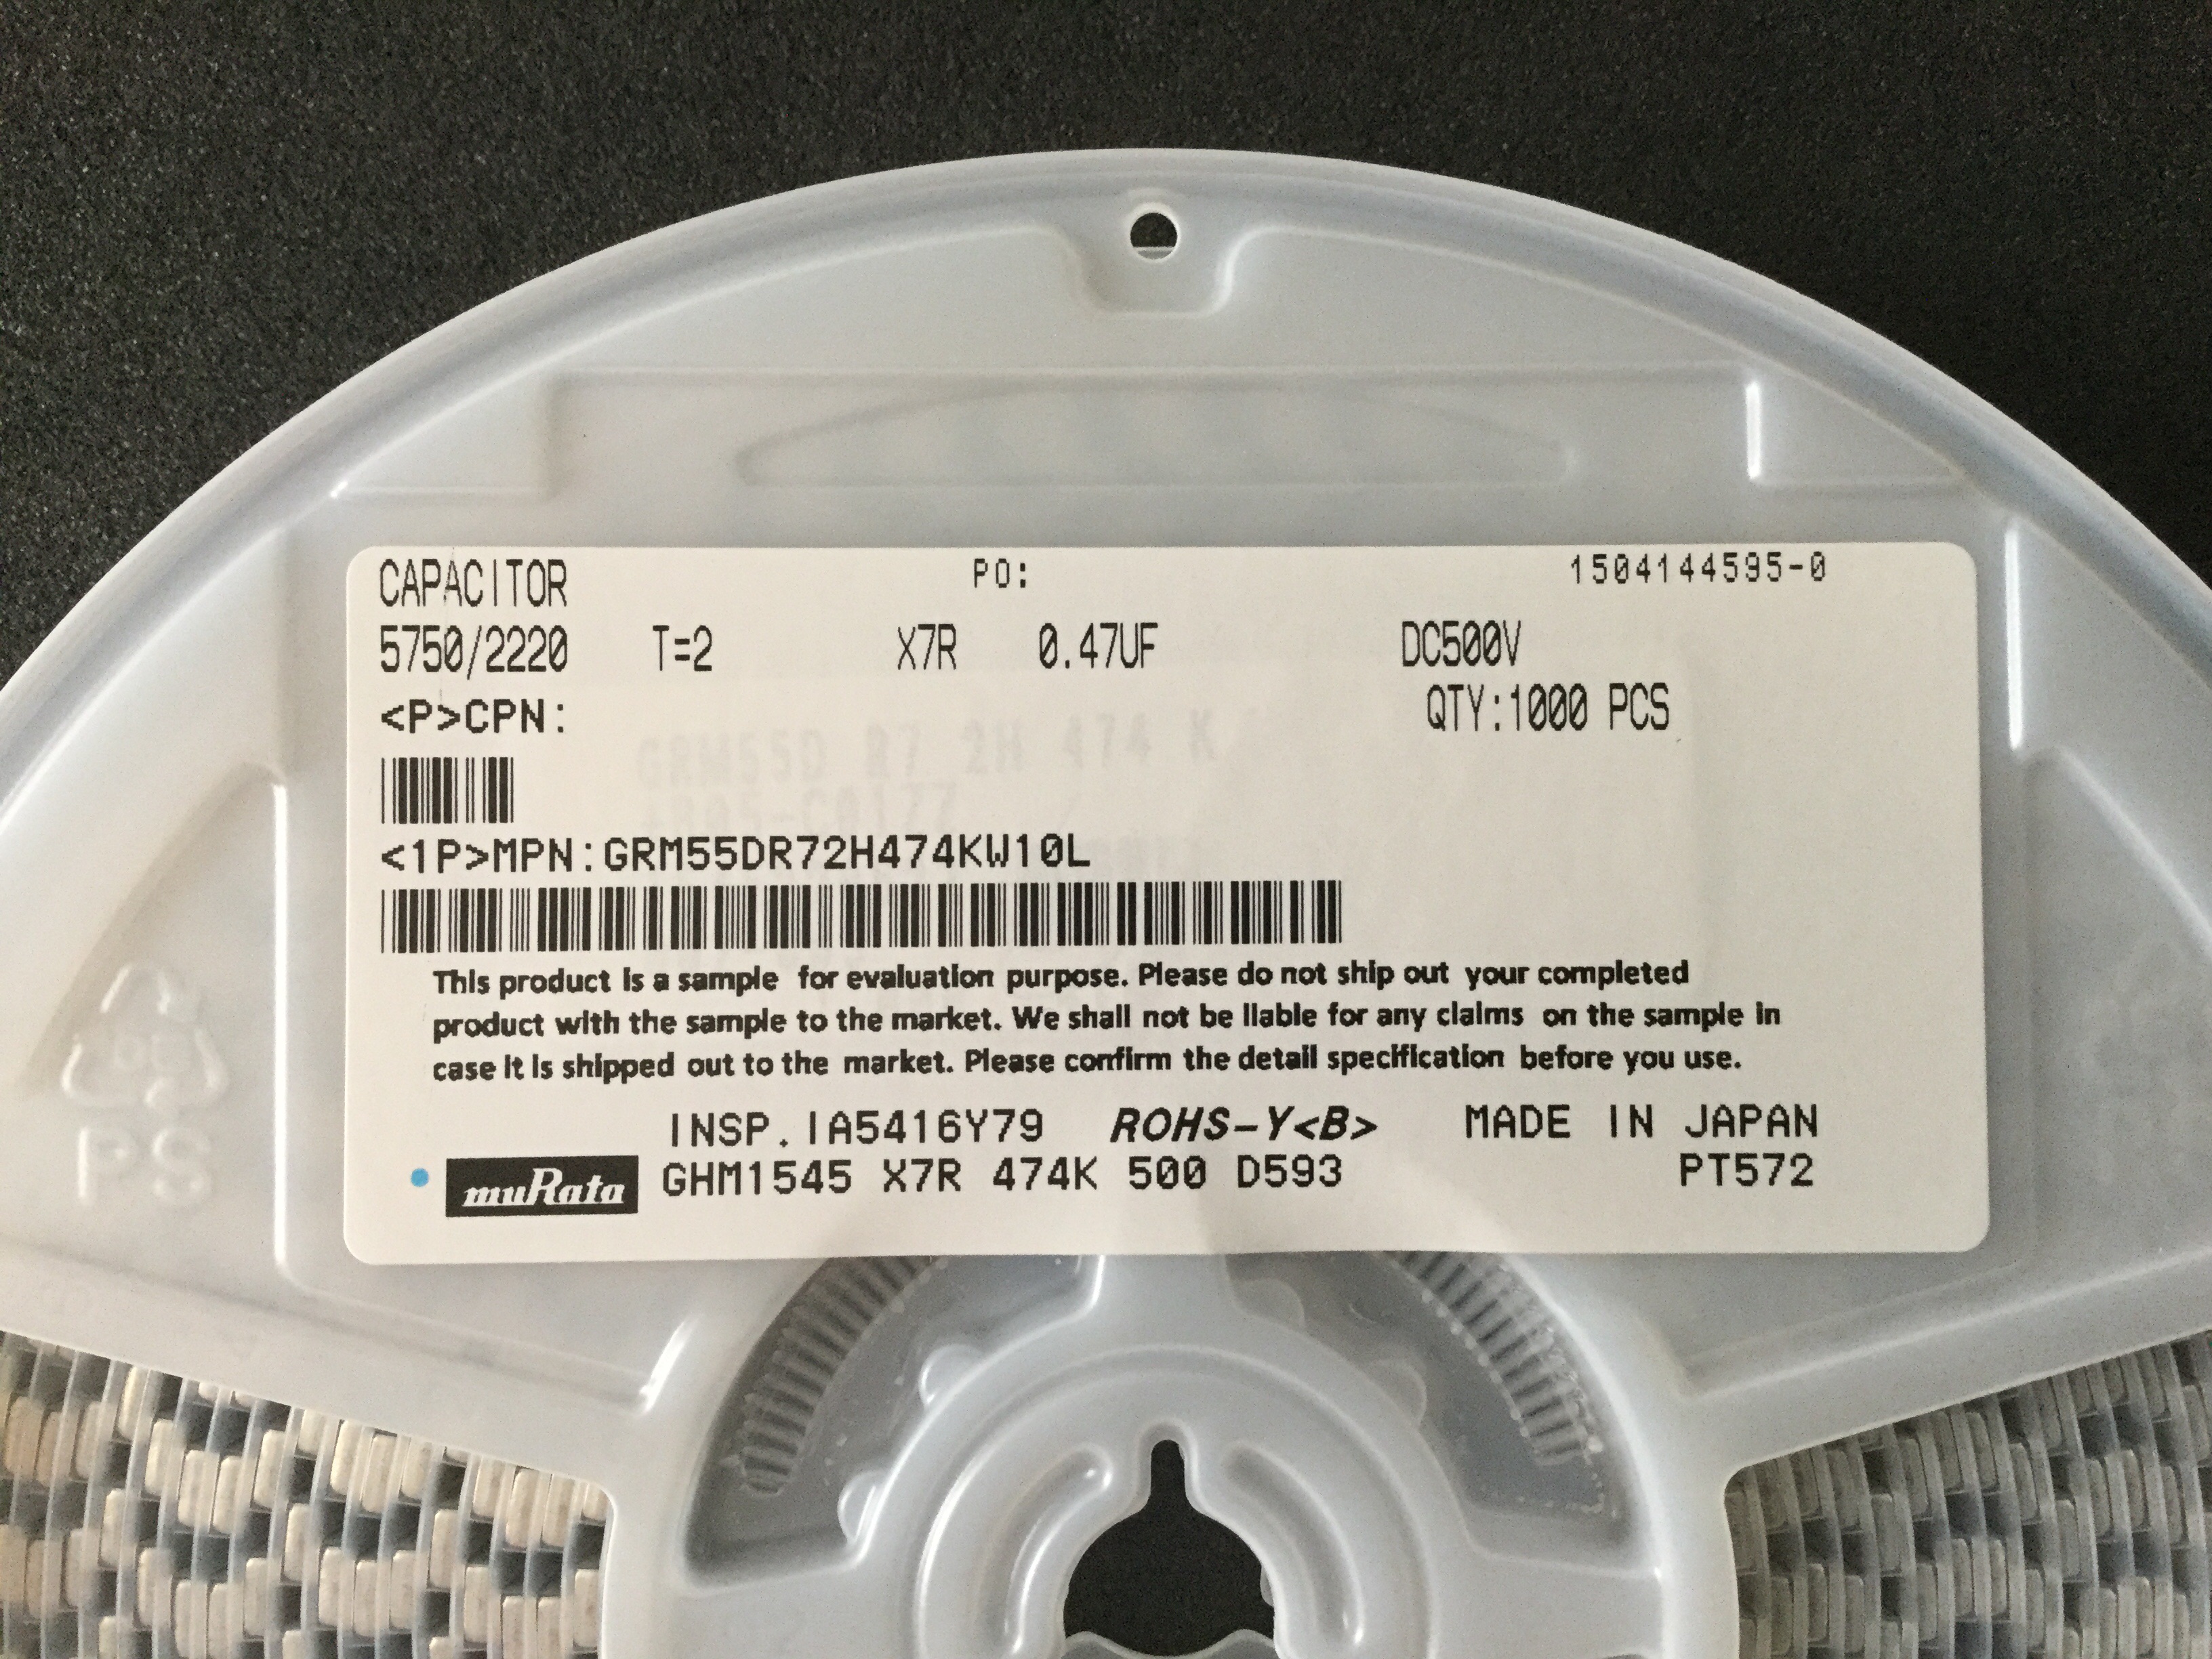 CAPACITOR PO: 1504144595-0
5750/2220 T=2 X7R 0.47UF DC500V
<P>CPN: QTY:1000 PCS
GRM55D R7 2H 474 K
<1P>MPN:GRM55DR72H474KW10L
This product is a sample for evaluation purpose. Please do not ship out your completed
product with the sample to the market. We shall not be liable for any claims on the sample in
case it is shipped out to the market. Please confirm the detail specification before you use.
INSP.IA5416Y79 ROHS-Y<B> MADE IN JAPAN
muRata GHM1545 X7R 474K 500 D593 PT572
PS